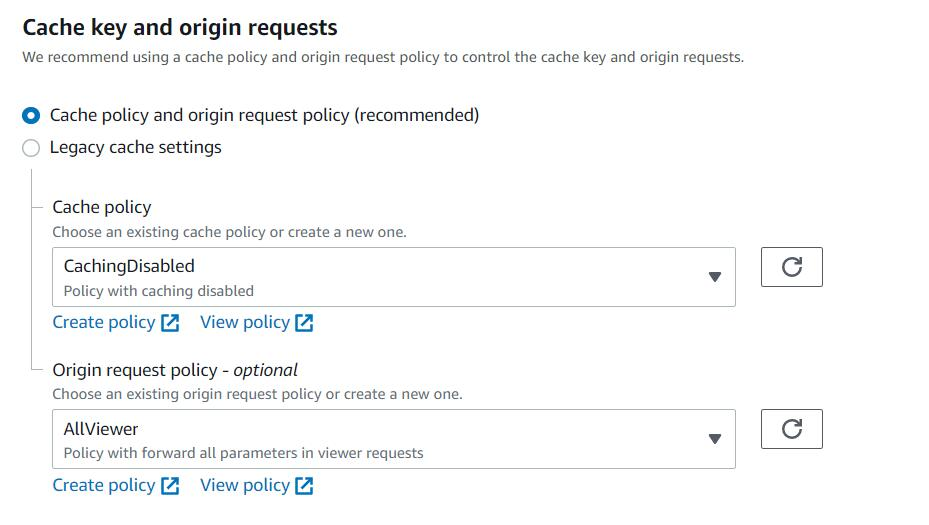 Cache key and origin requests
We recommend using a cache policy and origin request policy to control the cache key and origin requests.
Cache policy and origin request policy (recommended)
Legacy cache settings
Cache policy
Choose an existing cache policy or create a new one.
CachingDisabled
Policy with caching disabled
Create policy View policy
Origin request policy - optional
Choose an existing origin request policy or create a new one.
AllViewer
Policy with forward all parameters in viewer requests
Create policy View policy